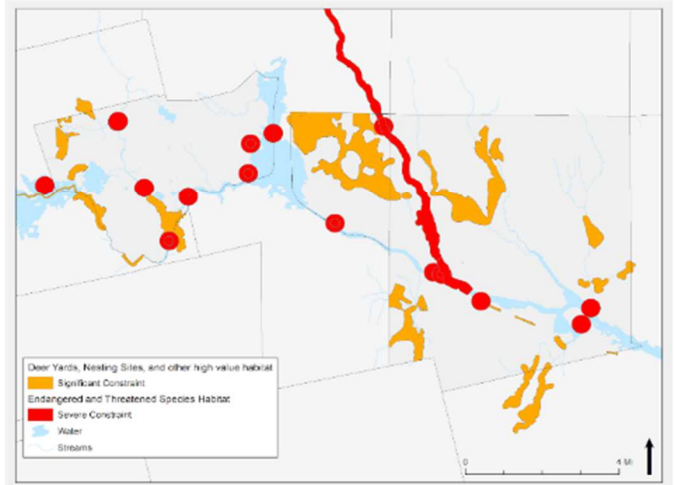 Deer Yards, Nesting Sites, and other high value habitat
Significant Constraint
Endangered and Threatened Species Habitat
Severe Constraint
Water
Streams
0 4 Mi